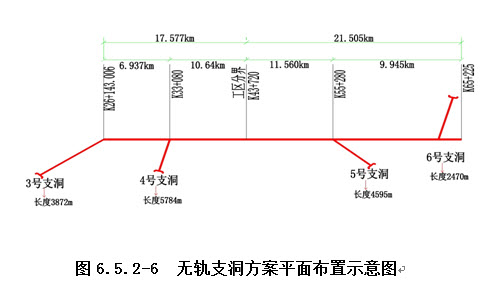 17.577km
21.505km
6.937km
10.64km
11.560km
9.945km
K26+143.006
K33+080
工区分界
K43+720
K55+280
K65+225
3号支洞
长度3872m
4号支洞
长度5784m
5号支洞
长度4595m
6号支洞
长度2470m
图 6.5.2-6 无轨支洞方案平面布置示意图